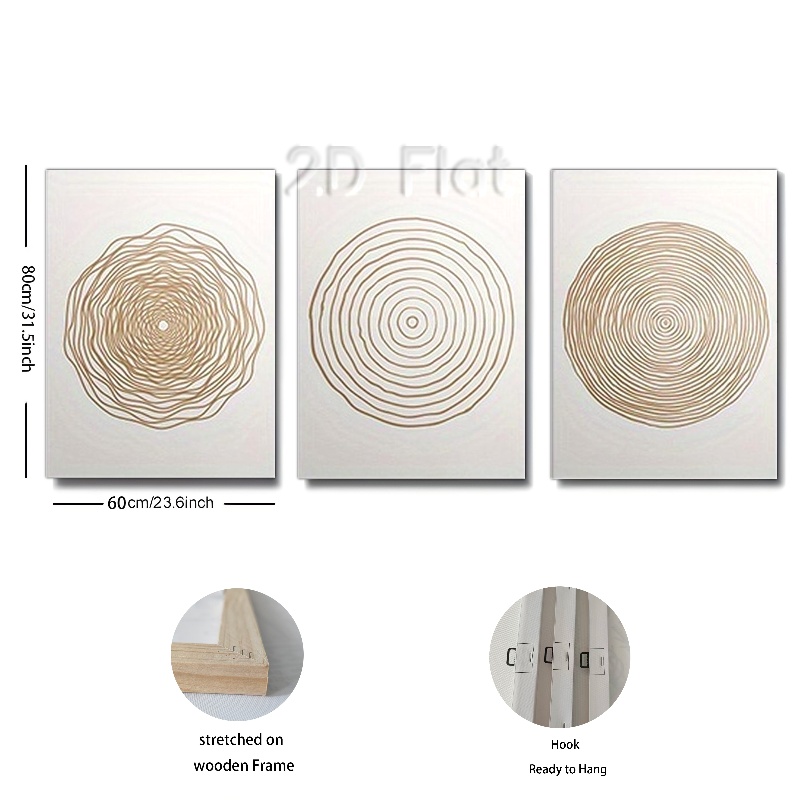 2D Flat
80cm/31.5inch
60cm/23.6inch
stretched on
wooden Frame
Hook
Ready to Hang